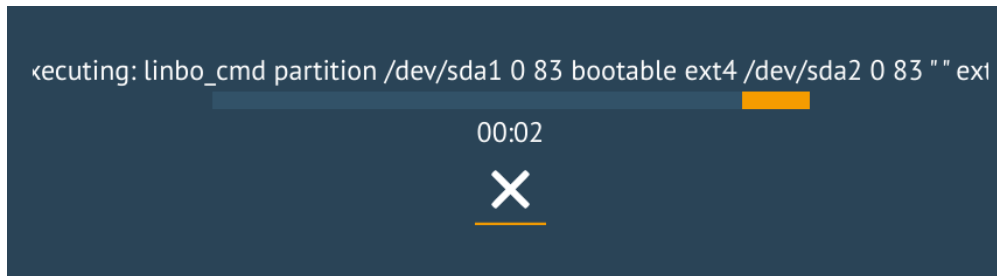 xecuting: linbo_cmd partition /dev/sda1 0 83 bootable ext4 /dev/sda2 0 83 " " ext
00:02